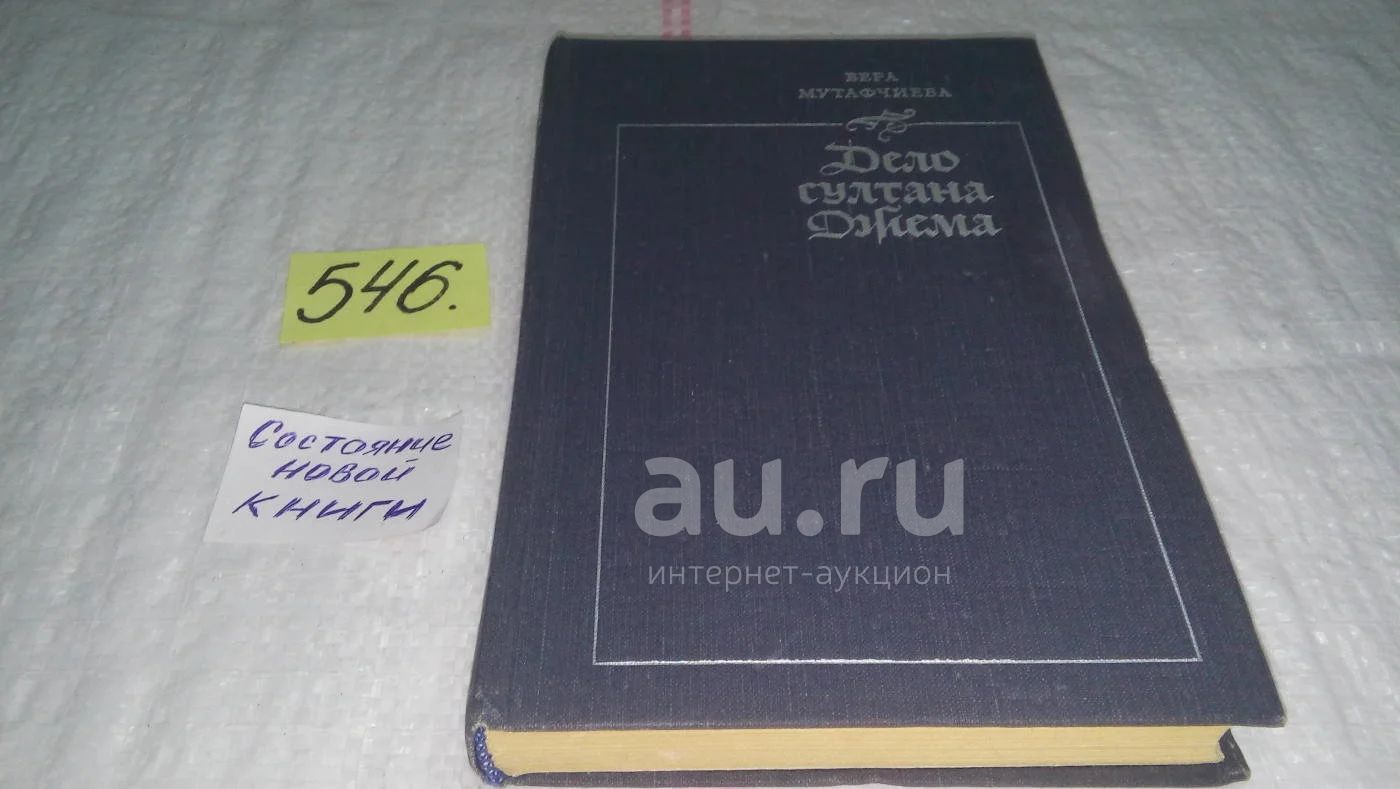 ВЕРА
МУТАФЧИЕВА
Дело
султана
Джема
546.
Состояние
новой
книги
au.ru
интернет-аукцион